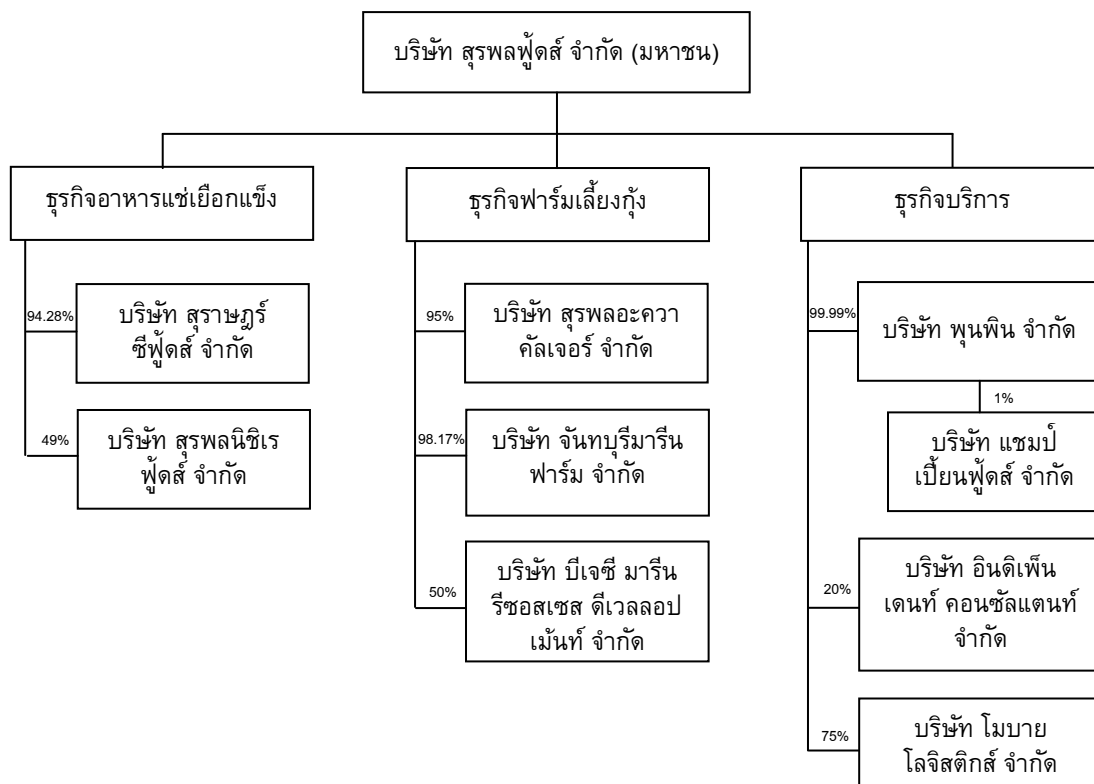 บริษัท สุรพลฟู้ดส์ จำกัด (มหาชน)
ธุรกิจอาหารแช่เยือกแข็ง
94.28%
บริษัท สุราษฎร์
ซีฟู้ดส์ จำกัด
49%
บริษัท สุรพลนิชิเร
ฟู้ดส์ จำกัด
ธุรกิจฟาร์มเลี้ยงกุ้ง
95%
บริษัท สุรพลอะควา
คัลเจอร์ จำกัด
98.17%
บริษัท จันทบุรีมารีน
ฟาร์ม จำกัด
50%
บริษัท บีเจซี มารีน
รีซอสเซส ดีเวลลอป
เม้นท์ จำกัด
ธุรกิจบริการ
99.99%
บริษัท พุนพิน จำกัด
1%
บริษัท แชมป์
เปี้ยนฟู้ดส์ จำกัด
20%
บริษัท อินดิเพ็น
เดนท์ คอนซัลแตนท์
จำกัด
75%
บริษัท โมบาย
โลจิสติกส์ จำกัด